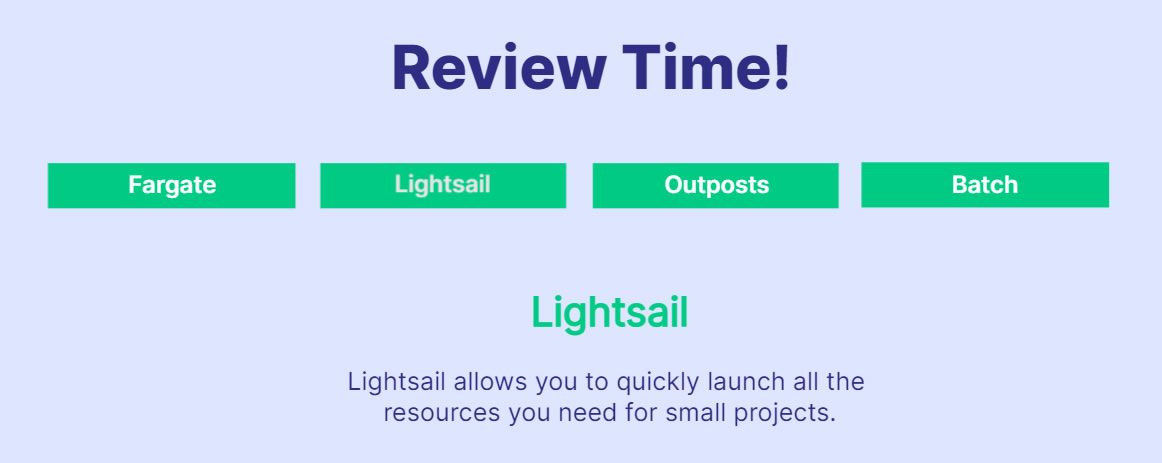 Review Time!
Fargate
Lightsail
Outposts
Batch
Lightsail
Lightsail allows you to quickly launch all the
resources you need for small projects.